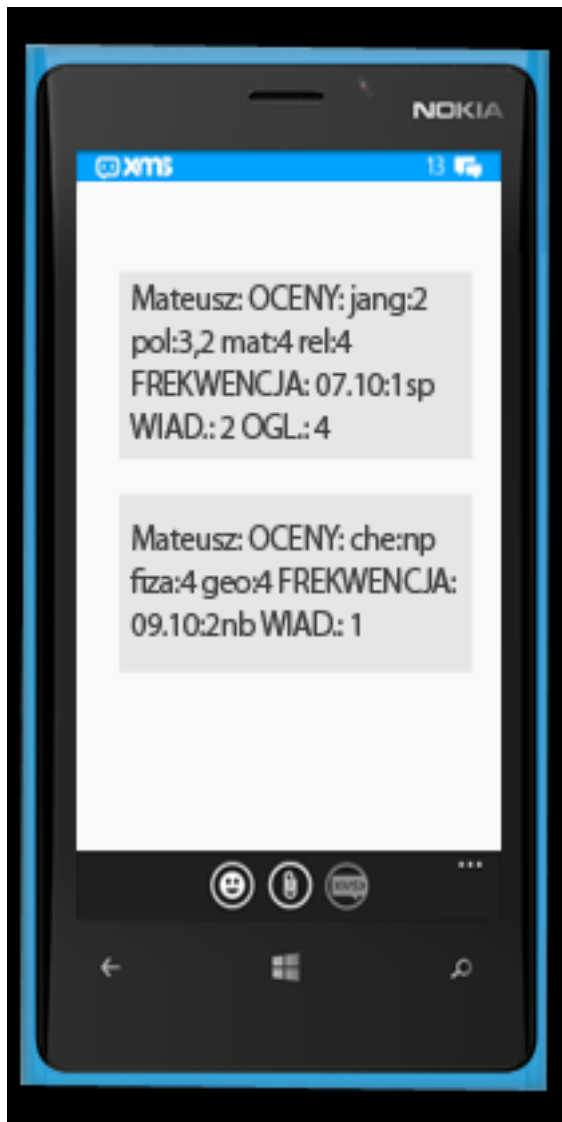 NOKIA
xms 13
Mateusz: OCENY: jang:2
pol:3,2 mat:4 rel:4
FREKWENCJA: 07.10:1sp
WIAD.: 2 OGL.: 4
Mateusz: OCENY: che:np
fiza:4 geo:4 FREKWENCJA:
09.10:2nb WIAD.: 1